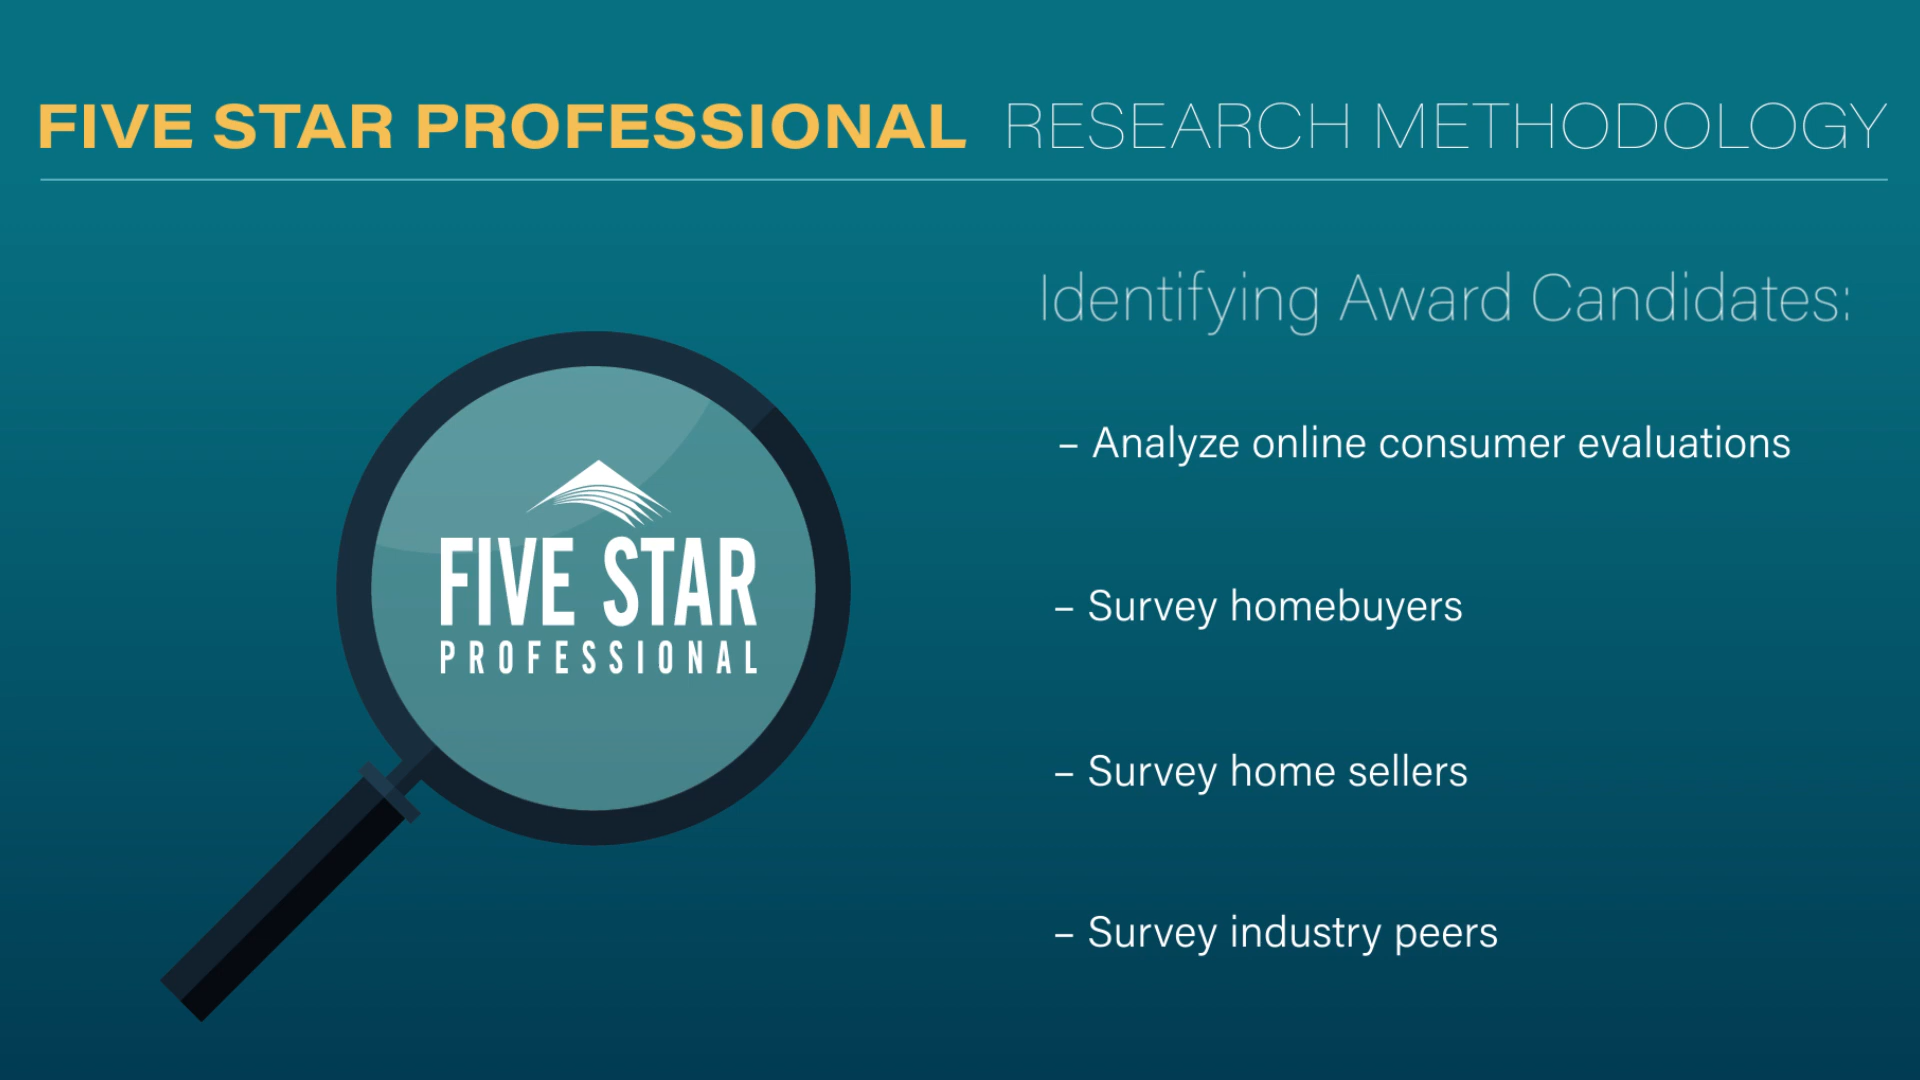 FIVE STAR PROFESSIONAL RESEARCH METHODOLOGY
Identifying Award Candidates:
– Analyze online consumer evaluations
FIVE STAR
PROFESSIONAL
– Survey homebuyers
– Survey home sellers
– Survey industry peers